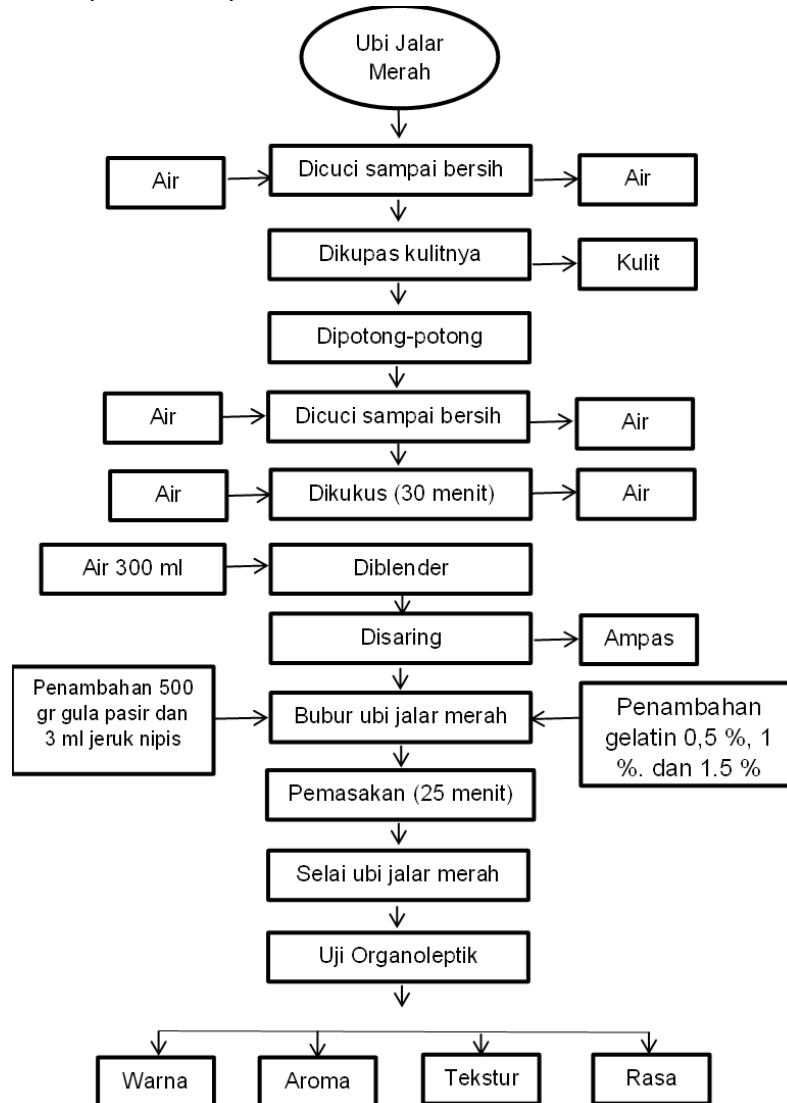 Ubi Jalar
Merah
Air
Dicuci sampai bersih
Air
Dikupas kulitnya
Kulit
Dipotong-potong
Air
Dicuci sampai bersih
Air
Air
Dikukus (30 menit)
Air
Air 300 ml
Diblender
Disaring
Ampas
Penambahan 500
gr gula pasir dan
3 ml jeruk nipis
Bubur ubi jalar merah
Penambahan
gelatin 0,5 %, 1
%. dan 1.5 %
Pemasakan (25 menit)
Selai ubi jalar merah
Uji Organoleptik
Warna
Aroma
Tekstur
Rasa